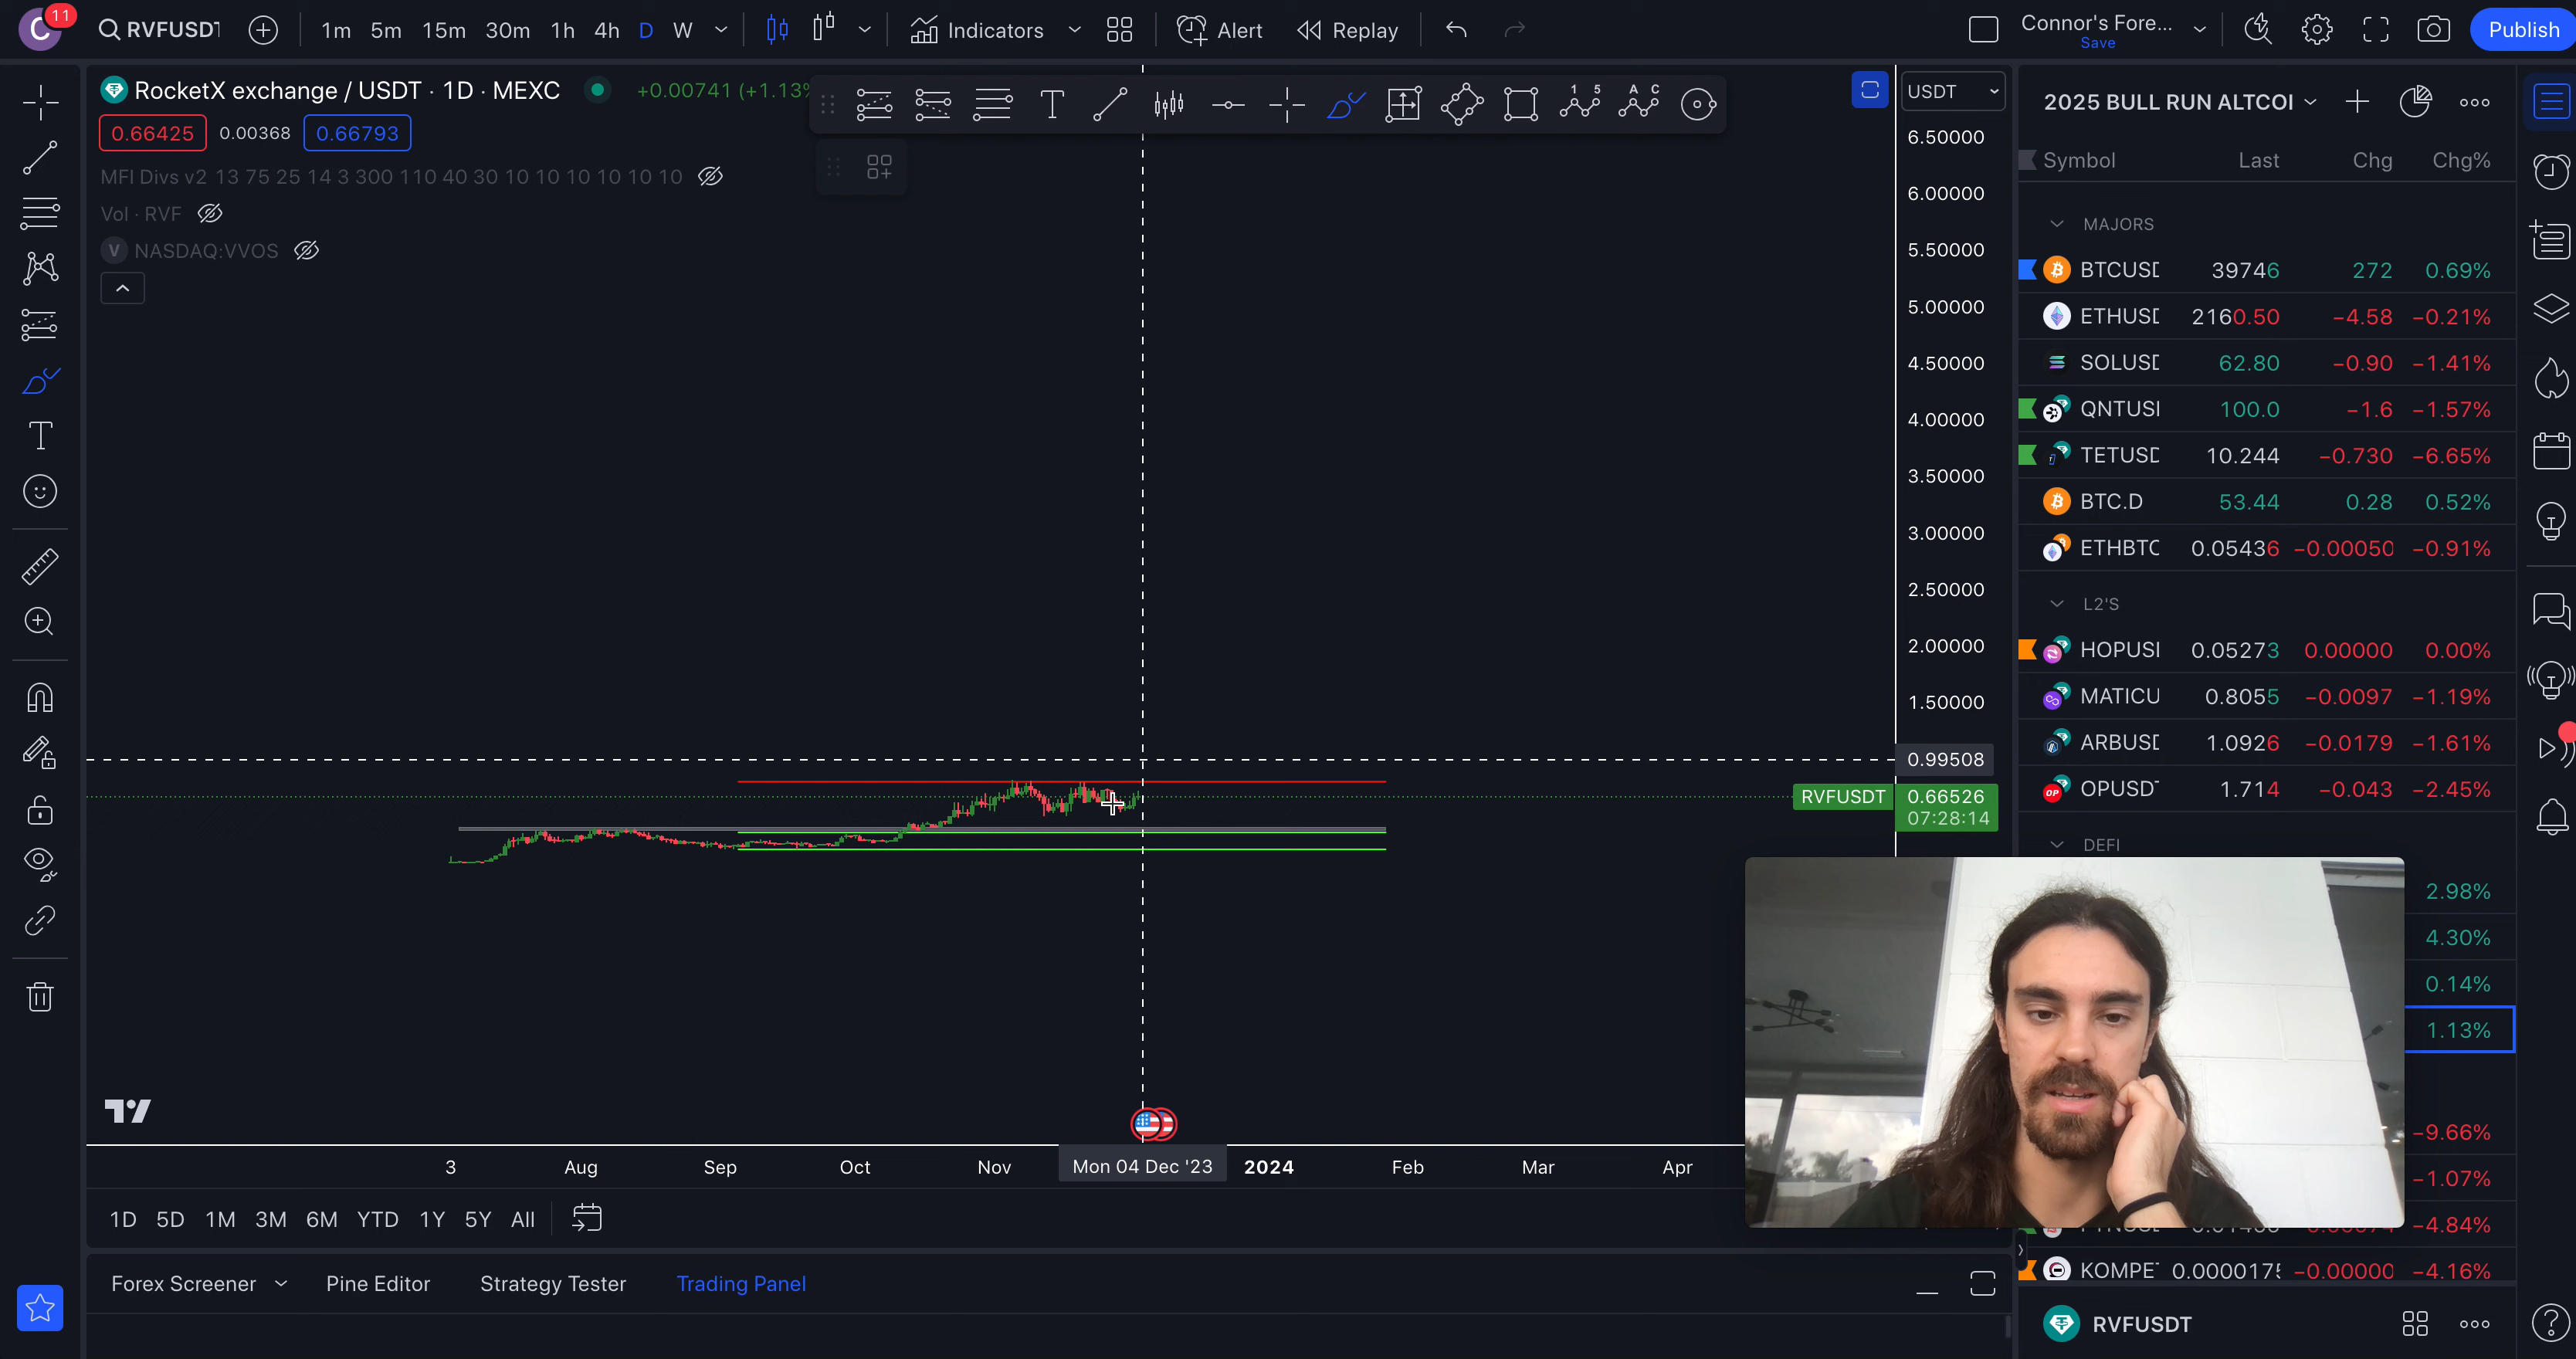 C 11 RVFUSDT 1m 5m 15m 30m 1h 4h D W Indicators Alert Replay Connor's Fore... Save Publish
RocketX exchange / USDT · 1D · MEXC +0.00741 (+1.13%
0.66425 0.00368 0.66793
MFI Divs v2 13 75 25 14 3 300 110 40 30 10 10 10 10 10 10
Vol · RVF
V NASDAQ:VVOS
T 1 5 A C
USDT
6.50000
6.00000
5.50000
5.00000
4.50000
4.00000
3.50000
3.00000
2.50000
2.00000
1.50000
0.99508
RVFUSDT 0.66526
07:28:14
3 Aug Sep Oct Nov Mon 04 Dec '23 2024 Feb Mar Apr
1D 5D 1M 3M 6M YTD 1Y 5Y All
Forex Screener Pine Editor Strategy Tester Trading Panel
2025 BULL RUN ALTCOI
Symbol Last Chg Chg%
MAJORS
BTCUSD 39746 272 0.69%
ETHUSD 2160.50 −4.58 −0.21%
SOLUSD 62.80 −0.90 −1.41%
QNTUSI 100.0 −1.6 −1.57%
TETUSD 10.244 −0.730 −6.65%
BTC.D 53.44 0.28 0.52%
ETHBTC 0.05436 −0.00050 −0.91%
L2'S
HOPUSI 0.05273 0.00000 0.00%
MATICU 0.8055 −0.0097 −1.19%
ARBUSD 1.0926 −0.0179 −1.61%
OPUSDT 1.714 −0.043 −2.45%
DEFI
2.98%
4.30%
0.14%
1.13%
−9.66%
−1.07%
−4.84%
KOMPE 0.0000175 −0.00000 −4.16%
RVFUSDT